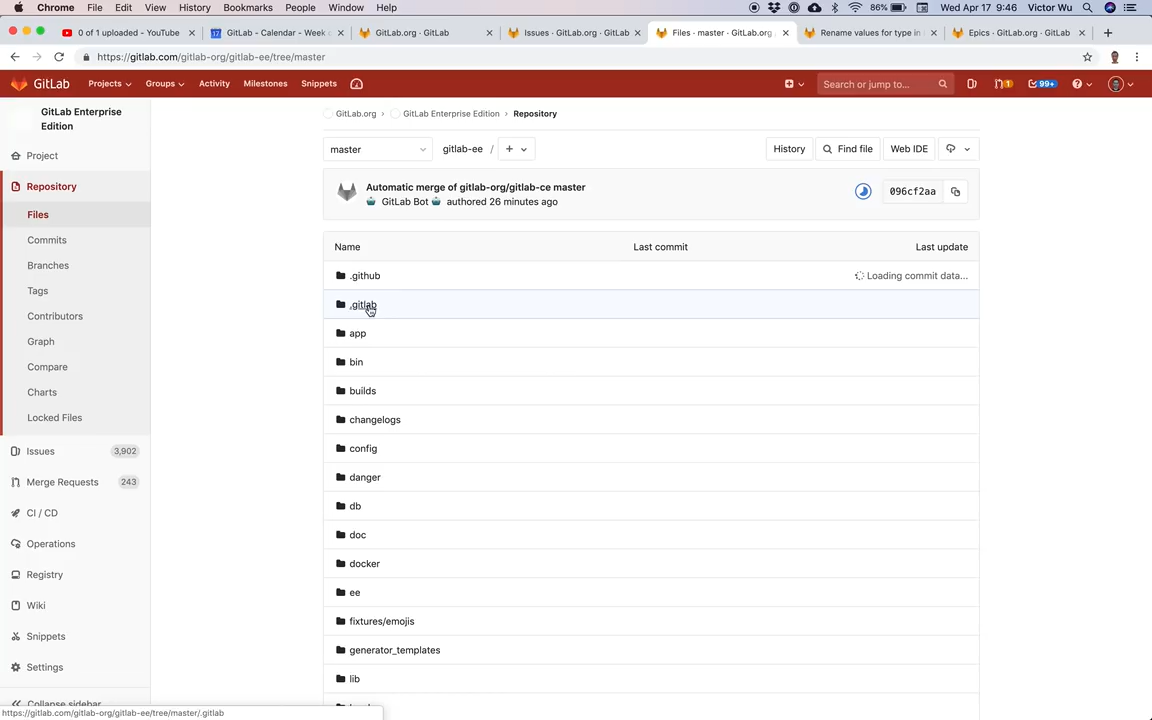 Chrome File Edit View History Bookmarks People Window Help 86% Wed Apr 17 9:46 Victor Wu
0 of 1 uploaded - YouTube
GitLab - Calendar - Week o
GitLab.org · GitLab
Issues · GitLab.org · GitLab
Files · master · GitLab.org
Rename values for type in
Epics · GitLab.org · GitLab
https://gitlab.com/gitlab-org/gitlab-ee/tree/master
GitLab Projects Groups Activity Milestones Snippets Search or jump to... 1 99+
GitLab Enterprise
Edition
Project
Repository
Files
Commits
Branches
Tags
Contributors
Graph
Compare
Charts
Locked Files
Issues 3,902
Merge Requests 243
CI / CD
Operations
Registry
Wiki
Snippets
Settings
Collapse sidebar
GitLab.org › GitLab Enterprise Edition › Repository
master gitlab-ee / + History Find file Web IDE
Automatic merge of gitlab-org/gitlab-ce master
GitLab Bot authored 26 minutes ago
096cf2aa
Name Last commit Last update
.github Loading commit data...
.gitlab
app
bin
builds
changelogs
config
danger
db
doc
docker
ee
fixtures/emojis
generator_templates
lib
https://gitlab.com/gitlab-org/gitlab-ee/tree/master/.gitlab